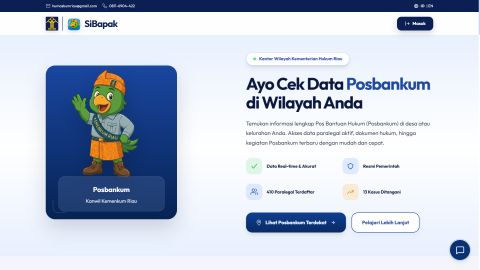 humaskumriau@gmail.com
0811-6904-422
ID | EN
SiBapak
Masuk
Kantor Wilayah Kementerian Hukum Riau
Ayo Cek Data Posbankum
di Wilayah Anda
Temukan informasi lengkap Pos Bantuan Hukum (Posbankum) di desa atau
kelurahan Anda. Akses data paralegal aktif, dokumen hukum, hingga
kegiatan Posbankum terbaru dengan mudah dan cepat.
Data Real-time & Akurat
Resmi Pemerintah
410 Paralegal Terdaftar
13 Kasus Ditangani
Lihat Posbankum Terdekat
Pelajari Lebih Lanjut
Posbankum
Kanwil Kemenkum Riau